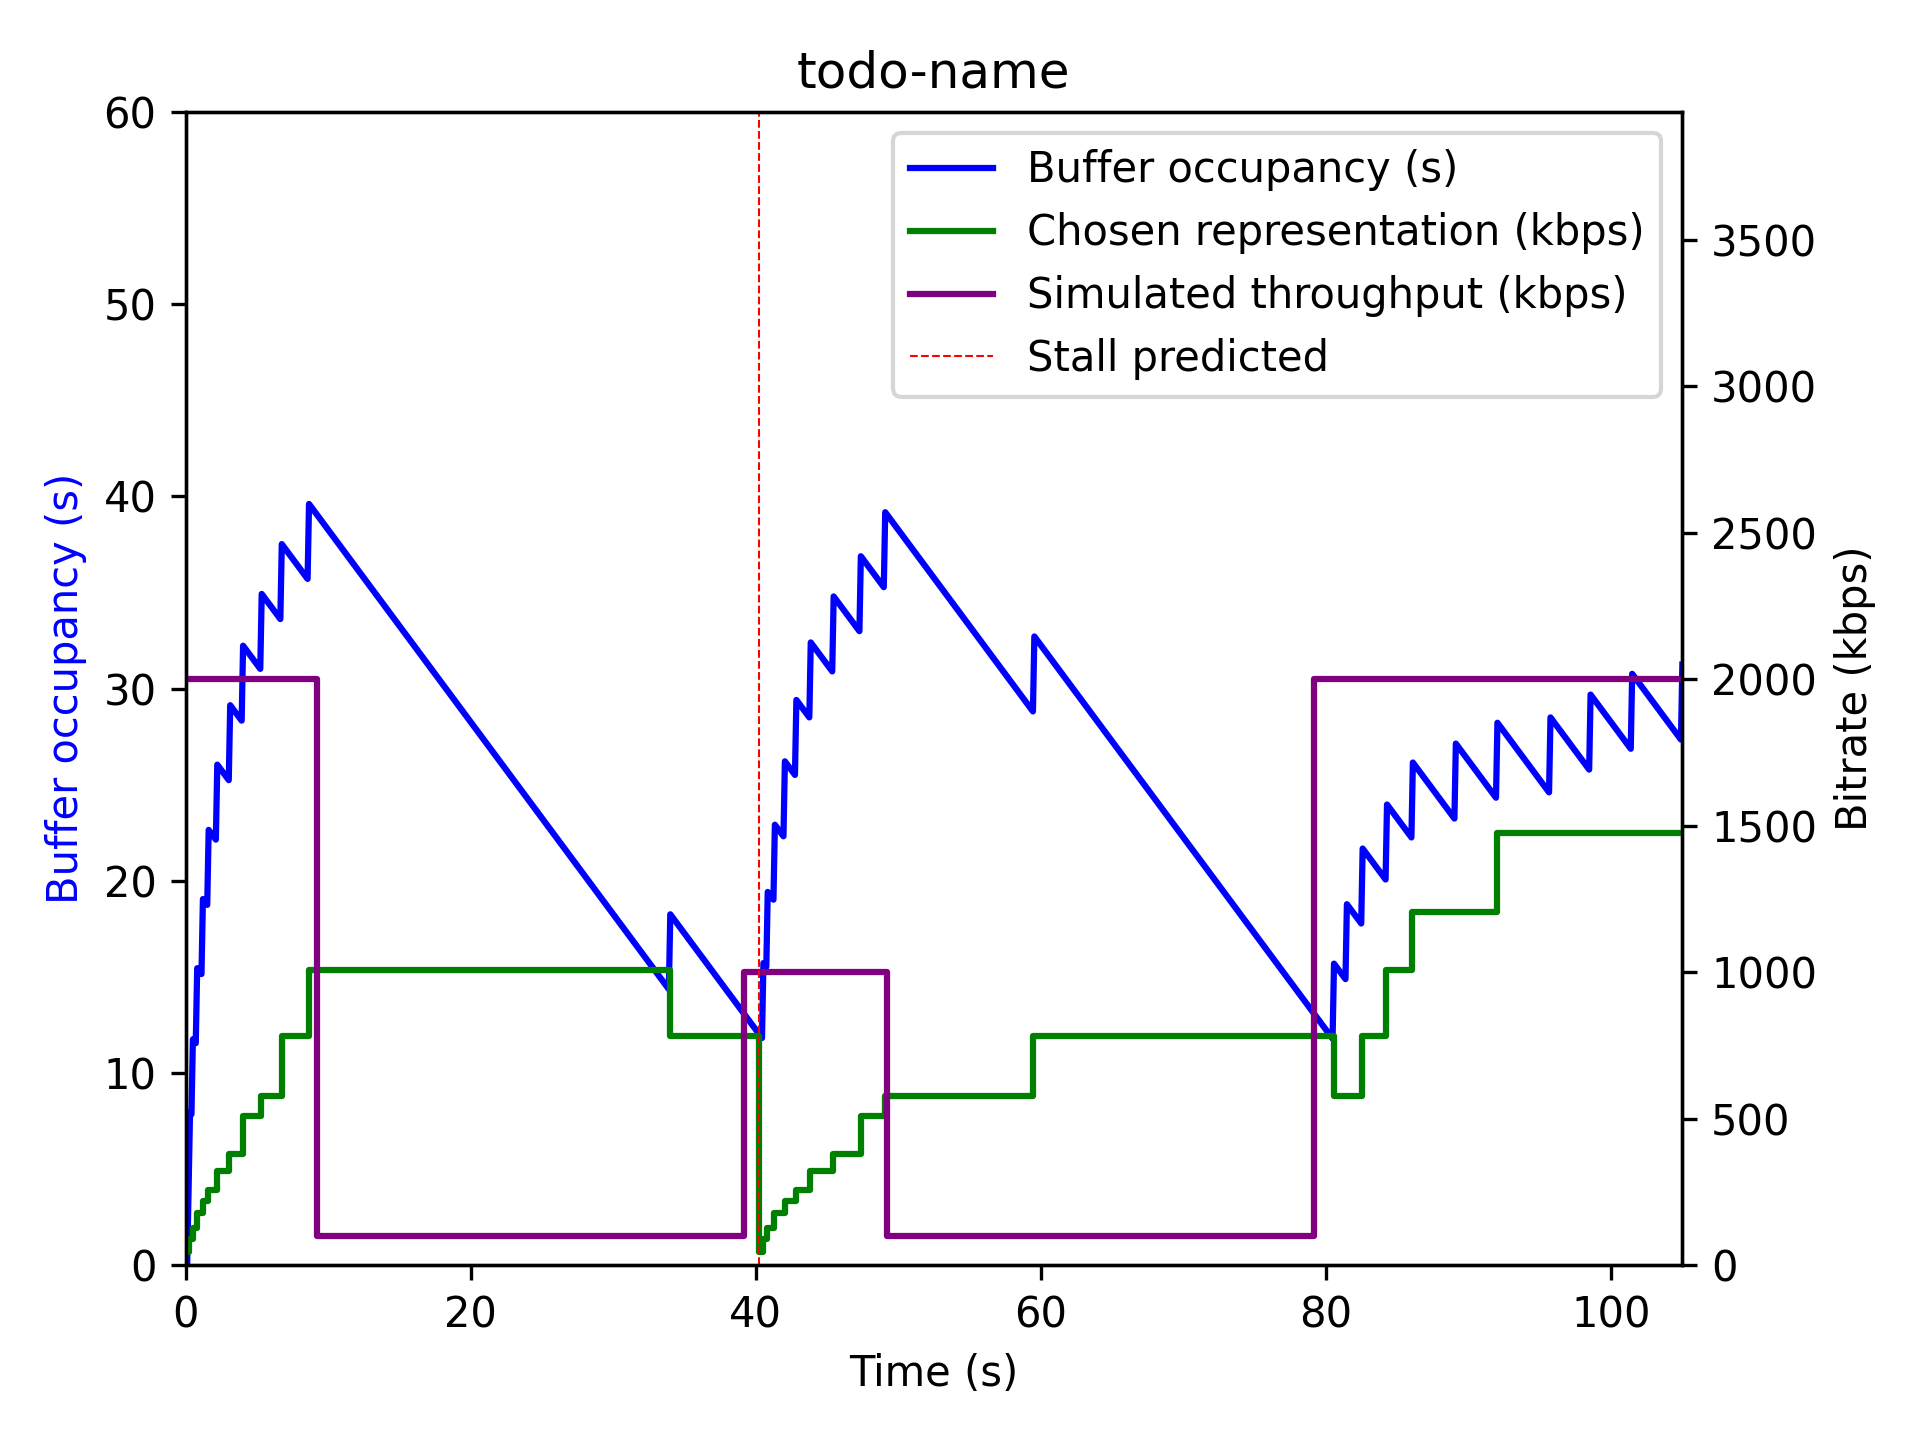 todo-name
60
50
40
30
20
10
0
Buffer occupancy (s)
Buffer occupancy (s)
Chosen representation (kbps)
Simulated throughput (kbps)
Stall predicted
3500
3000
2500
2000
1500
1000
500
0
Bitrate (kbps)
0 20 40 60 80 100
Time (s)